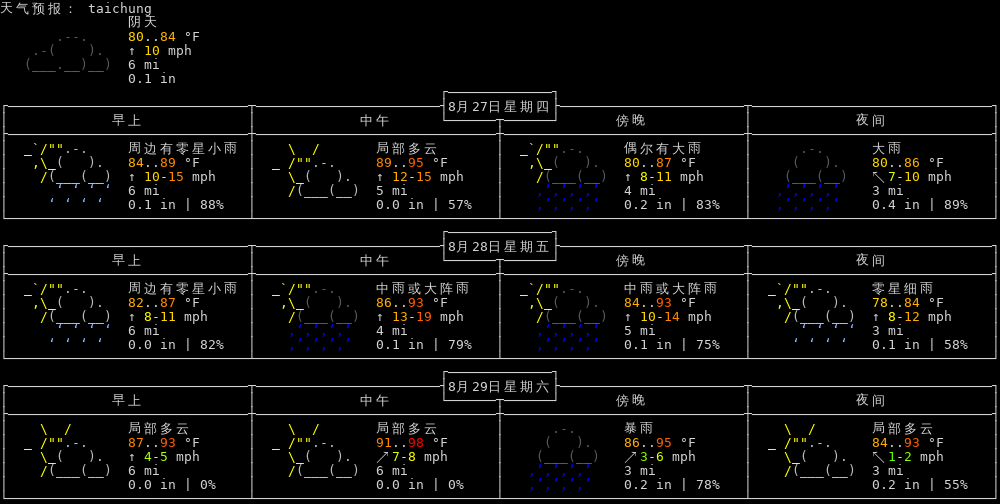 天气预报： taichung
阴天
80..84 °F
↑ 10 mph
6 mi
0.1 in
8月27日星期四
早上 中午 傍晚 夜间
周边有零星小雨 局部多云 偶尔有大雨 大雨
84..89 °F 89..95 °F 80..87 °F 80..86 °F
↑ 10-15 mph ↑ 12-15 mph ↑ 8-11 mph ↖ 7-10 mph
6 mi 5 mi 4 mi 3 mi
0.1 in | 88% 0.0 in | 57% 0.2 in | 83% 0.4 in | 89%
8月28日星期五
早上 中午 傍晚 夜间
周边有零星小雨 中雨或大阵雨 中雨或大阵雨 零星细雨
82..87 °F 86..93 °F 84..93 °F 78..84 °F
↑ 8-11 mph ↑ 13-19 mph ↑ 10-14 mph ↑ 8-12 mph
6 mi 4 mi 5 mi 3 mi
0.0 in | 82% 0.1 in | 79% 0.1 in | 75% 0.1 in | 58%
8月29日星期六
早上 中午 傍晚 夜间
局部多云 局部多云 暴雨 局部多云
87..93 °F 91..98 °F 86..95 °F 84..93 °F
↑ 4-5 mph ↗ 7-8 mph ↗ 3-6 mph ↖ 1-2 mph
6 mi 6 mi 3 mi 3 mi
0.0 in | 0% 0.0 in | 0% 0.2 in | 78% 0.2 in | 55%